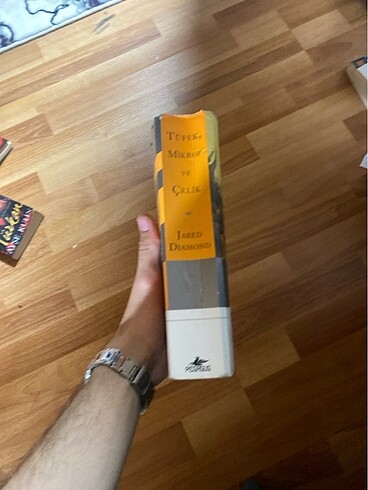 TÜFEK,
MİKROP
VE
ÇELİK
JARED
DIAMOND
PEGASUS